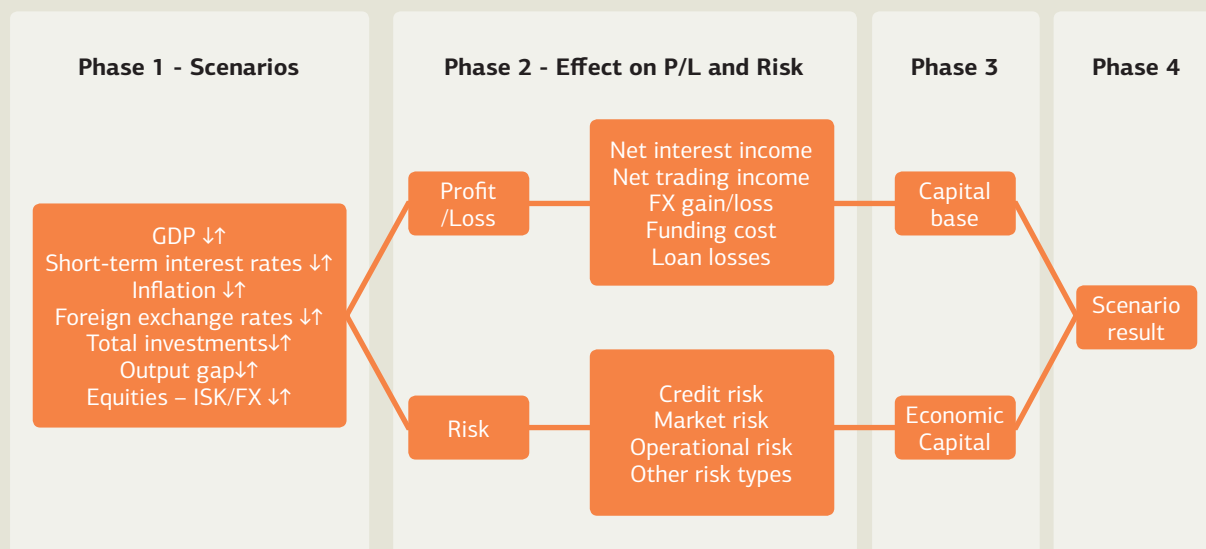 Phase 1 - Scenarios
GDP ↓↑
Short-term interest rates ↓↑
Inflation ↓↑
Foreign exchange rates ↓↑
Total investments↓↑
Output gap↓↑
Equities – ISK/FX ↓↑
Phase 2 - Effect on P/L and Risk
Profit
/Loss
Net interest income
Net trading income
FX gain/loss
Funding cost
Loan losses
Risk
Credit risk
Market risk
Operational risk
Other risk types
Phase 3
Capital
base
Economic
Capital
Phase 4
Scenario
result